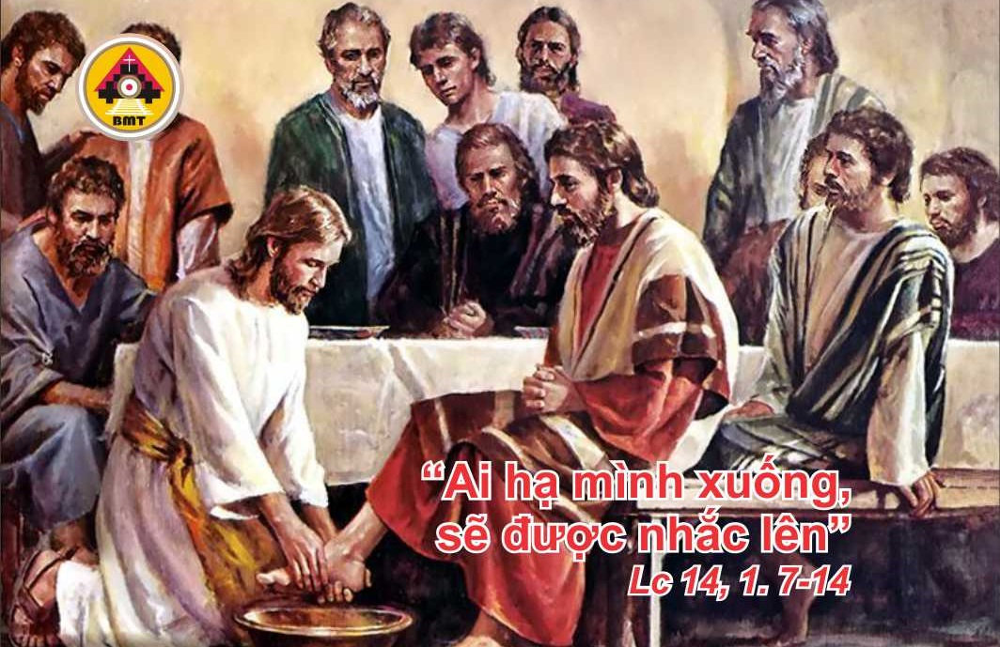 BMT
“Ai hạ mình xuống,
sẽ được nhắc lên”
Lc 14, 1. 7-14